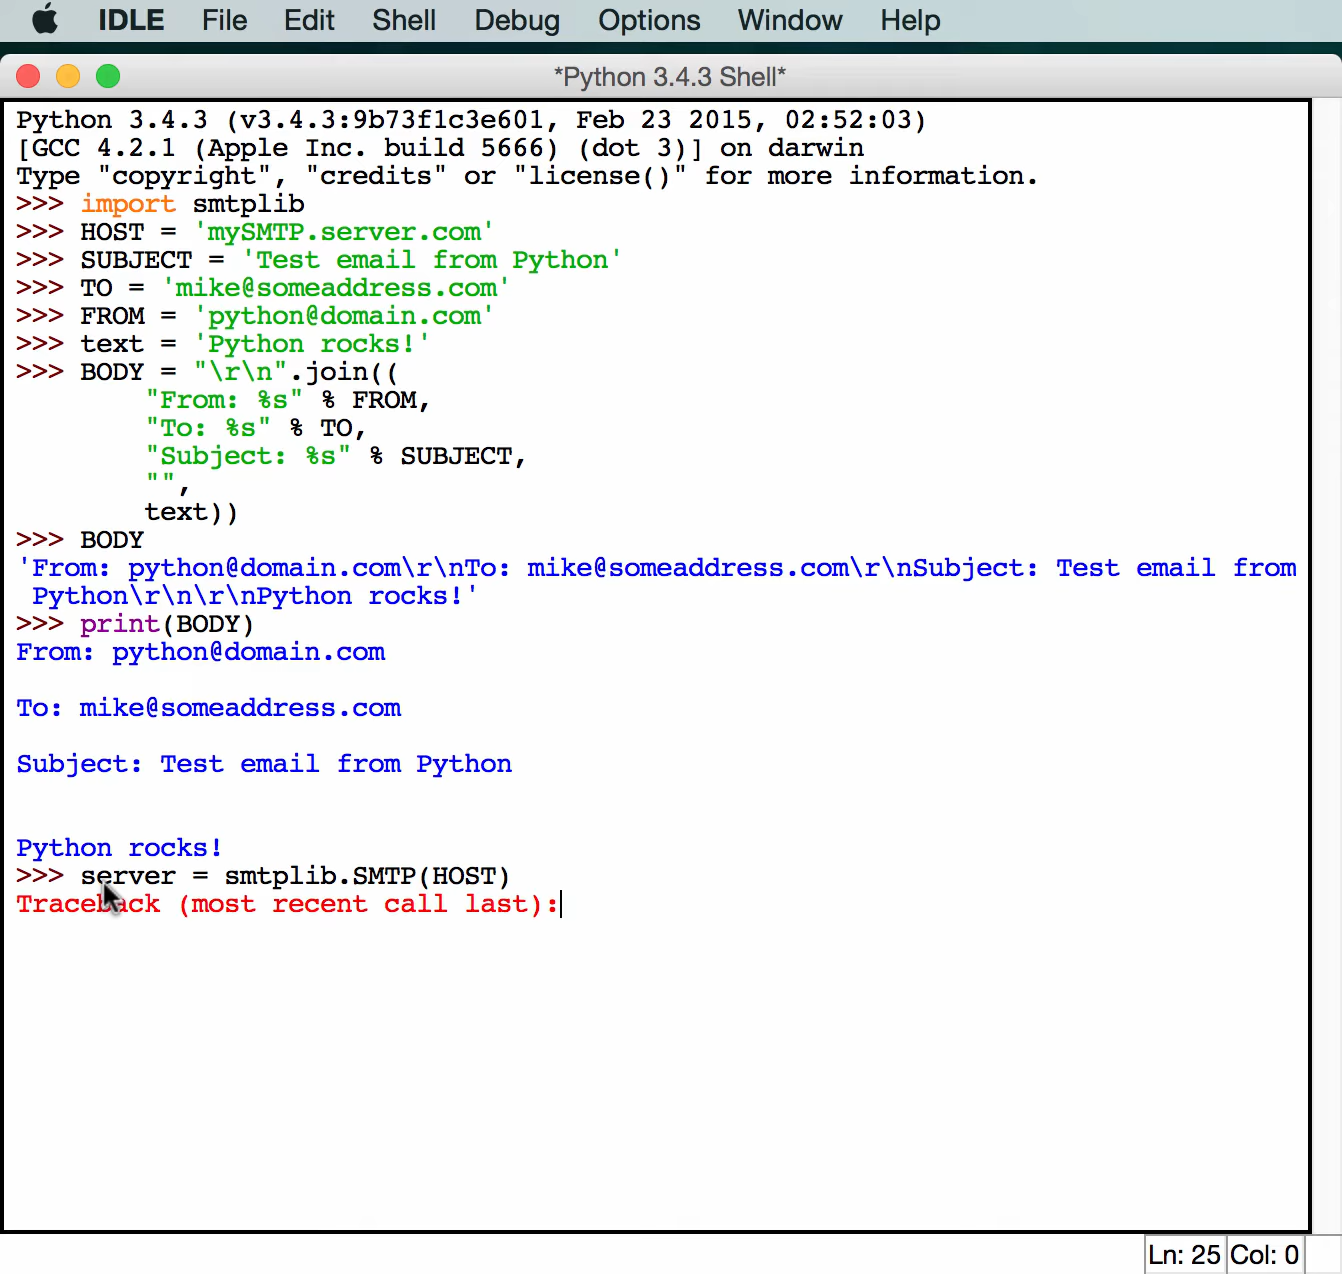 IDLE File Edit Shell Debug Options Window Help
*Python 3.4.3 Shell*
Python 3.4.3 (v3.4.3:9b73f1c3e601, Feb 23 2015, 02:52:03)
[GCC 4.2.1 (Apple Inc. build 5666) (dot 3)] on darwin
Type "copyright", "credits" or "license()" for more information.
>>> import smtplib
>>> HOST = 'mySMTP.server.com'
>>> SUBJECT = 'Test email from Python'
>>> TO = 'mike@someaddress.com'
>>> FROM = 'python@domain.com'
>>> text = 'Python rocks!'
>>> BODY = "\r\n".join((
"From: %s" % FROM,
"To: %s" % TO,
"Subject: %s" % SUBJECT,
"",
text))
>>> BODY
'From: python@domain.com\r\nTo: mike@someaddress.com\r\nSubject: Test email from
Python\r\n\r\nPython rocks!'
>>> print(BODY)
From: python@domain.com
To: mike@someaddress.com
Subject: Test email from Python
Python rocks!
>>> server = smtplib.SMTP(HOST)
Traceback (most recent call last):
Ln: 25 Col: 0